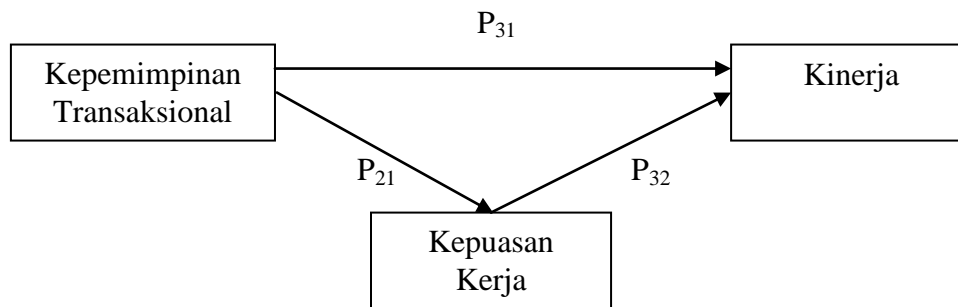 P₃₁
Kepemimpinan
Transaksional
Kinerja
P₂₁
P₃₂
Kepuasan
Kerja